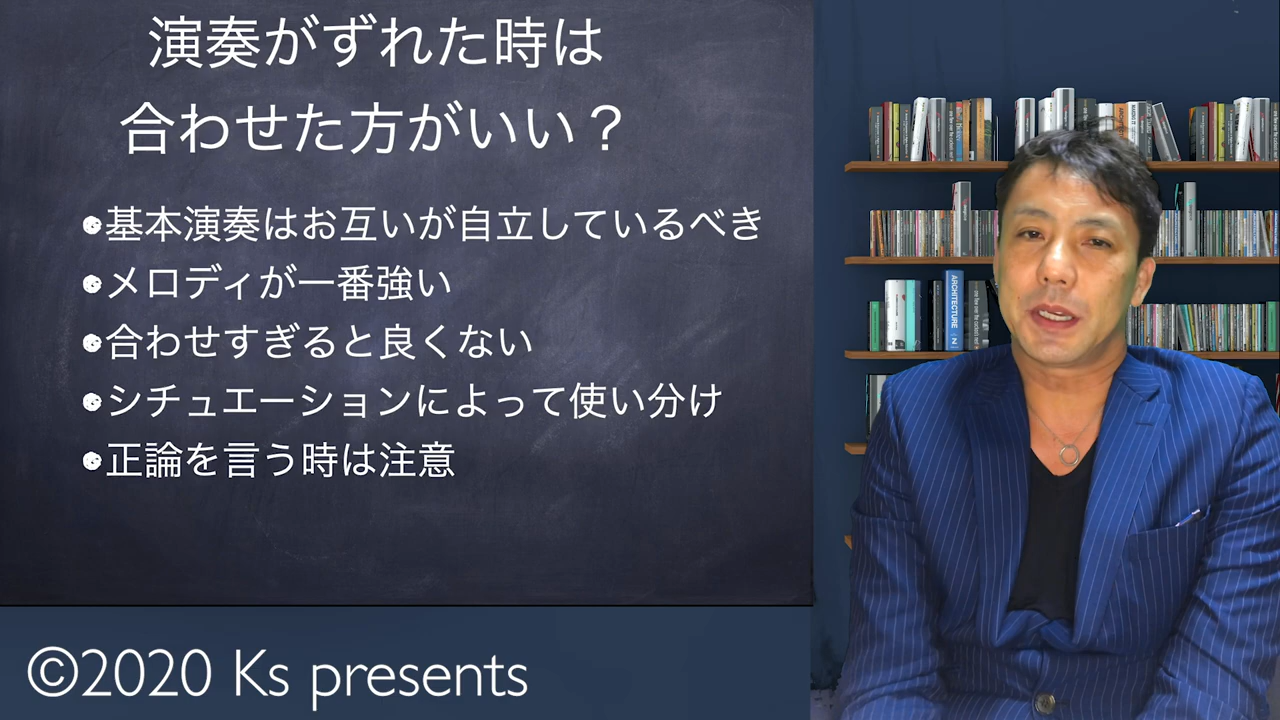 演奏がずれた時は
合わせた方がいい？
●基本演奏はお互いが自立しているべき
●メロディが一番強い
●合わせすぎると良くない
●シチュエーションによって使い分け
●正論を言う時は注意
ARCHITECTURE
©2020 Ks presents